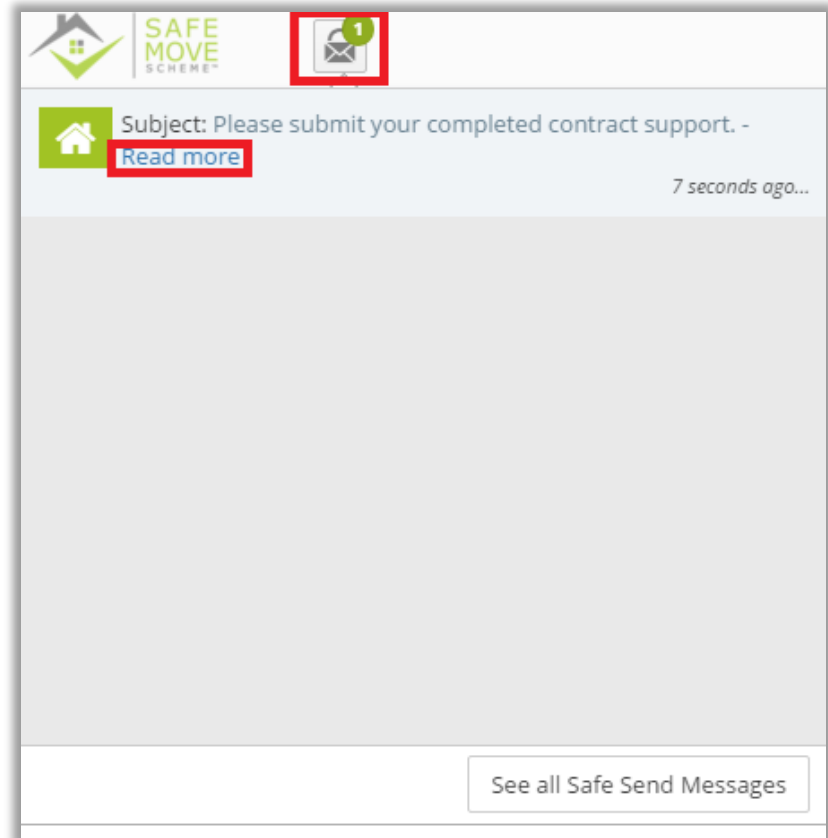 SAFE
MOVE
SCHEME™
1
Subject: Please submit your completed contract support. -
Read more
7 seconds ago...
See all Safe Send Messages